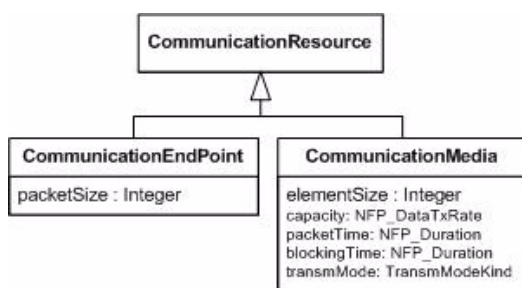 CommunicationResource
CommunicationEndPoint
packetSize : Integer
CommunicationMedia
elementSize : Integer
capacity: NFP_DataTxRate
packetTime: NFP_Duration
blockingTime: NFP_Duration
transmMode: TransmModeKind